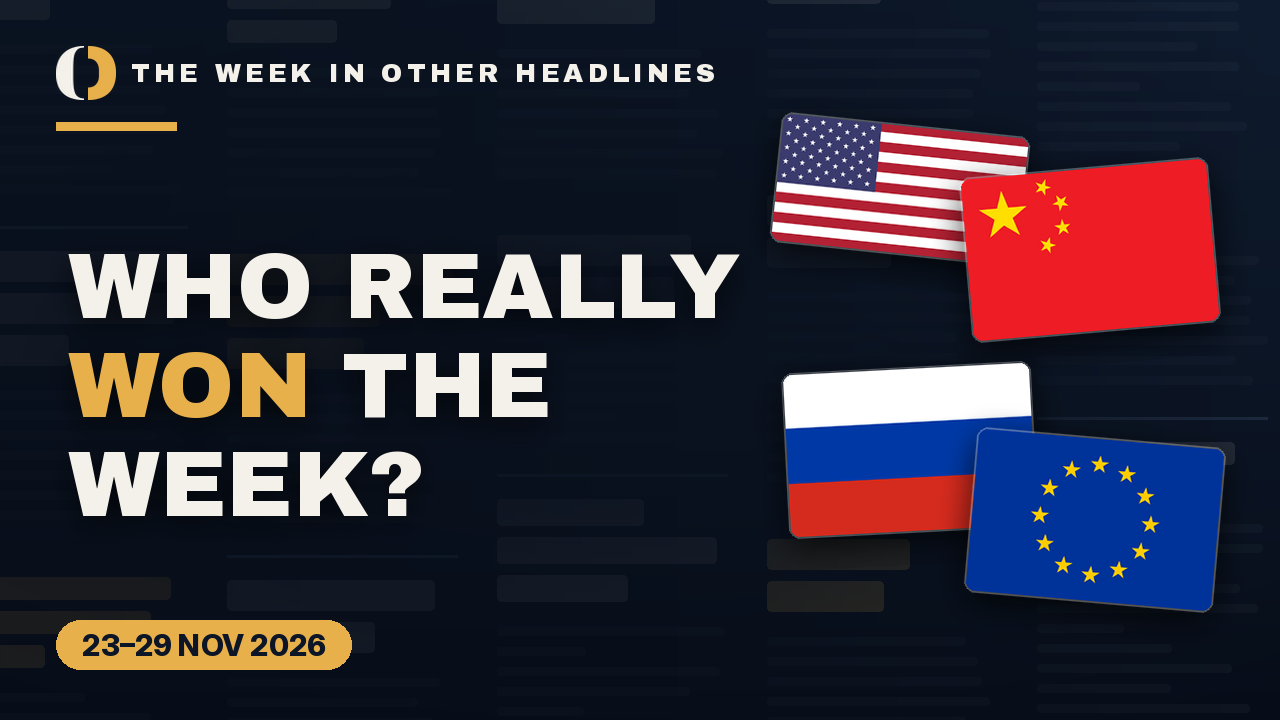 THE WEEK IN OTHER HEADLINES
WHO REALLY
WON THE
WEEK?
23–29 NOV 2026